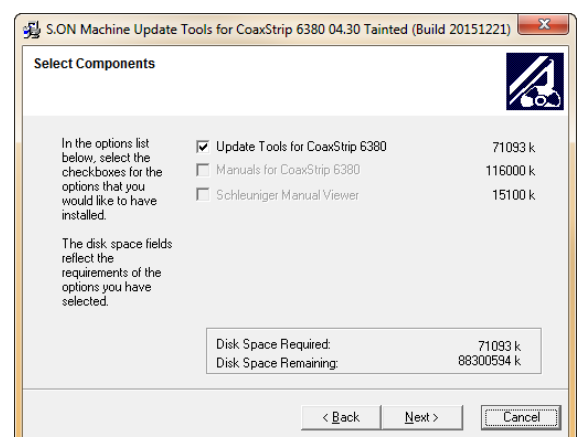 S.ON Machine Update Tools for CoaxStrip 6380 04.30 Tainted (Build 20151221)
Select Components
In the options list
below, select the
checkboxes for the
options that you
would like to have
installed.
The disk space fields
reflect the
requirements of the
options you have
selected.
Update Tools for CoaxStrip 6380 71093 k
Manuals for CoaxStrip 6380 116000 k
Schleuniger Manual Viewer 15100 k
Disk Space Required: 71093 k
Disk Space Remaining: 88300594 k
< Back Next > Cancel